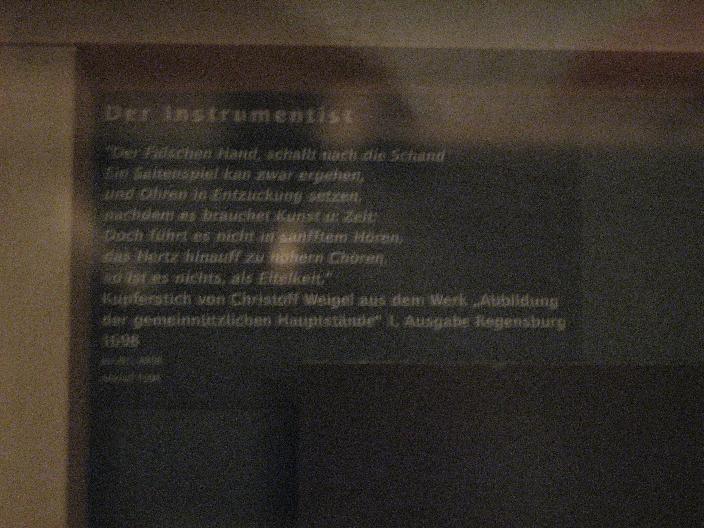 Der Instrumentist
"Der Falschen Hand, schallt nach die Schand
Ein Saitenspiel kan zwar ergehen,
und Ohren in Entzückung setzen,
nachdem es brauchet Kunst u: Zeit:
Doch führt es nicht in sanfftem Hören,
das Hertz hinauff zu höhern Chören,
so ist es nichts, als Eitelkeit."
Kupferstich von Christoff Weigel aus dem Werk „Abbildung
der gemeinnützlichen Hauptstände" I. Ausgabe Regensburg
1698